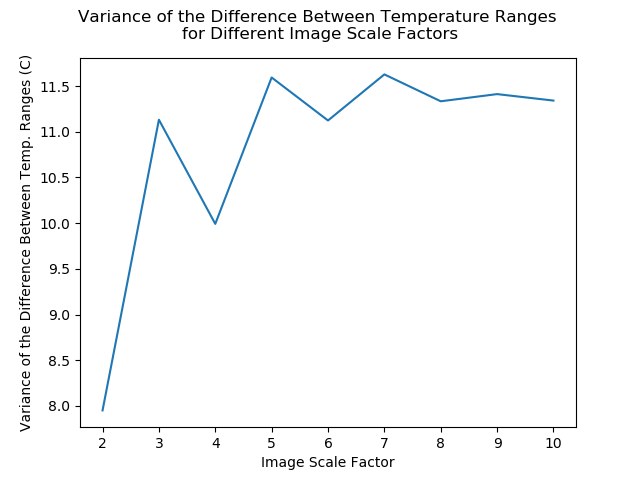 Variance of the Difference Between Temperature Ranges
for Different Image Scale Factors
Variance of the Difference Between Temp. Ranges (C)
11.5
11.0
10.5
10.0
9.5
9.0
8.5
8.0
2 3 4 5 6 7 8 9 10
Image Scale Factor